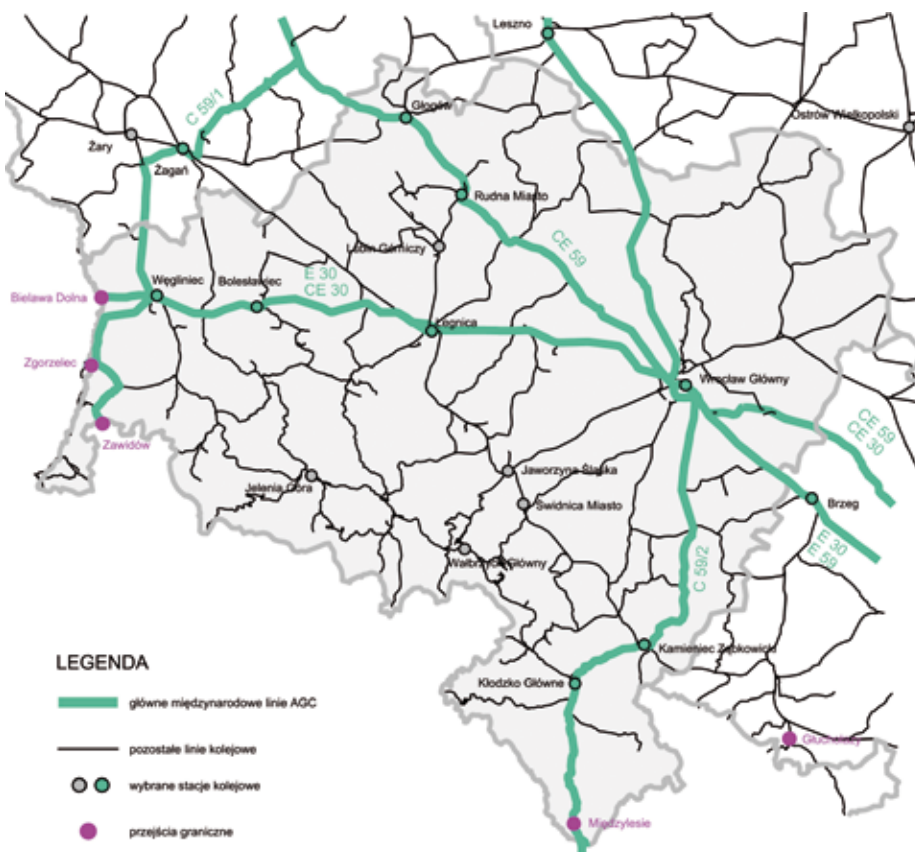 Leszno
C 59/1
Głogów
Ostrów Wielkopolski
Żary
Żagań
Rudna Miasto
Lubin Górniczy
CE 59
Węgliniec
Bolesławiec
E 30
CE 30
Bielawa Dolna
Legnica
Zgorzelec
Wrocław Główny
CE 59
CE 30
Zawidów
Jaworzyna Śląska
Jelenia Góra
Świdnica Miasto
Brzeg
E 30
E 59
Wałbrzych Główny
C 59/2
Kamieniec Ząbkowicki
LEGENDA
Kłodzko Główne
główne międzynarodowe linie AGC
Głuchołazy
pozostałe linie kolejowe
wybrane stacje kolejowe
Międzylesie
przejścia graniczne